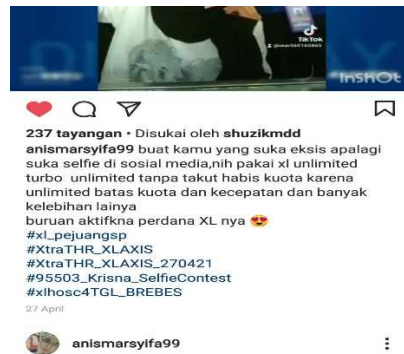 TikTok
InShOt
237 tayangan • Disukai oleh shuzikmdd
anismarsyifa99 buat kamu yang suka eksis apalagi
suka selfie di sosial media,nih pakai xl unlimited
turbo  unlimited tanpa takut habis kuota karena
unlimited batas kuota dan kecepatan dan banyak
kelebihan lainya
buruan aktifkna perdana XL nya 😍
#xl_pejuangsp
#XtraTHR_XLAXIS
#XtraTHR_XLAXIS_270421
#95503_Krisna_SelfieContest
#xlhosc4TGL_BREBES
27 April
anismarsyifa99